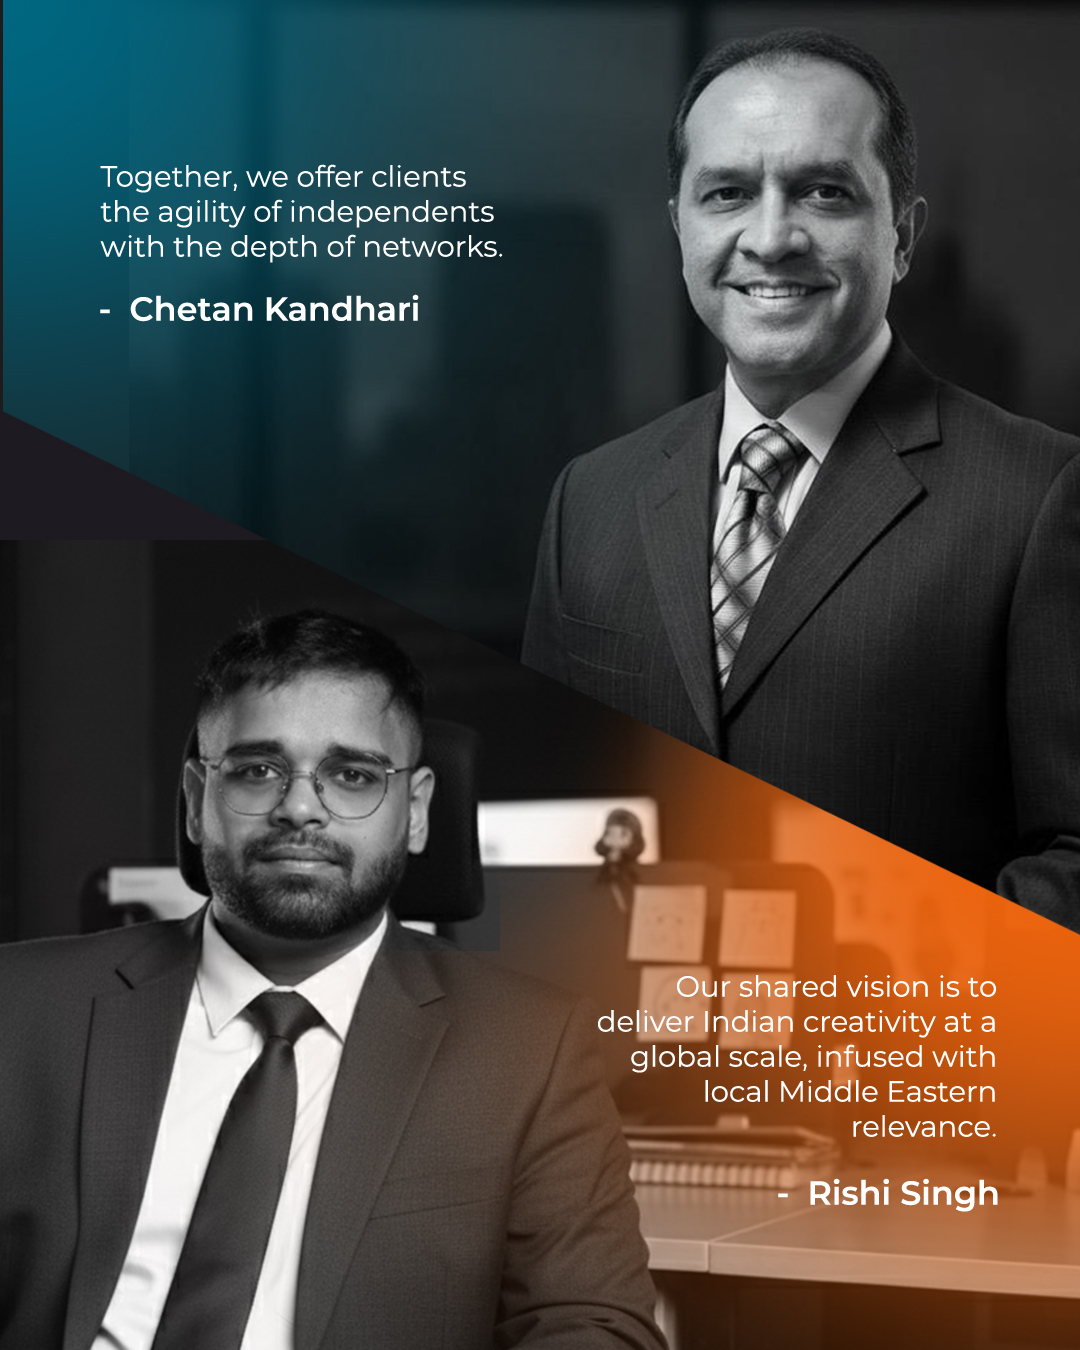 Together, we offer clients
the agility of independents
with the depth of networks.
- Chetan Kandhari
Our shared vision is to
deliver Indian creativity at a
global scale, infused with
local Middle Eastern
relevance.
- Rishi Singh